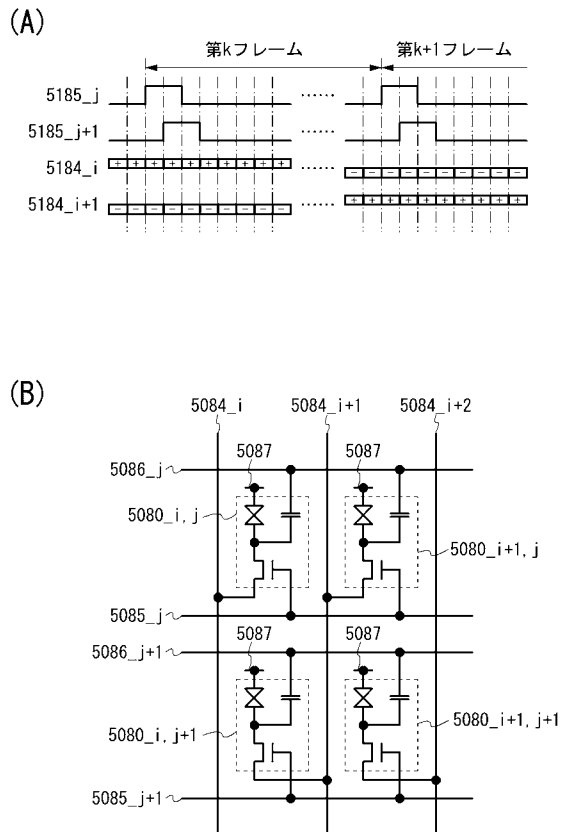 (A)
第kフレーム 第k+1フレーム
5185_j
5185_j+1
5184_i + + + + + + + + + + - - - - - - - - - -
5184_i+1 - - - - - - - - - - + + + + + + + + + +
(B)
5084_i 5084_i+1 5084_i+2
5087 5087
5086_j
5080_i, j
5080_i+1, j
5085_j
5086_j+1
5087 5087
5080_i, j+1
5080_i+1, j+1
5085_j+1